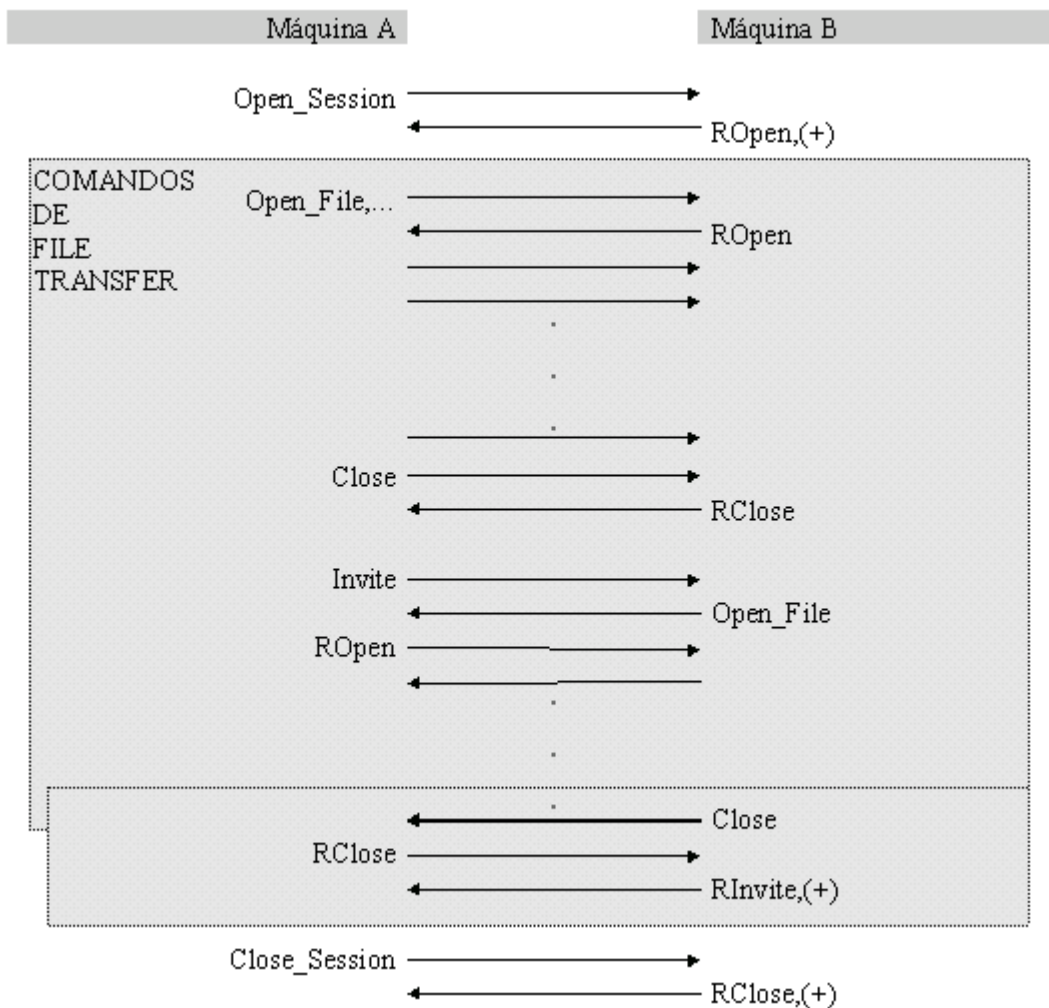 Máquina A
Máquina B
Open_Session
ROpen,(+)
COMANDOS
DE
FILE
TRANSFER
Open_File,...
ROpen
Close
RClose
Invite
Open_File
ROpen
Close
RClose
RInvite,(+)
Close_Session
RClose,(+)